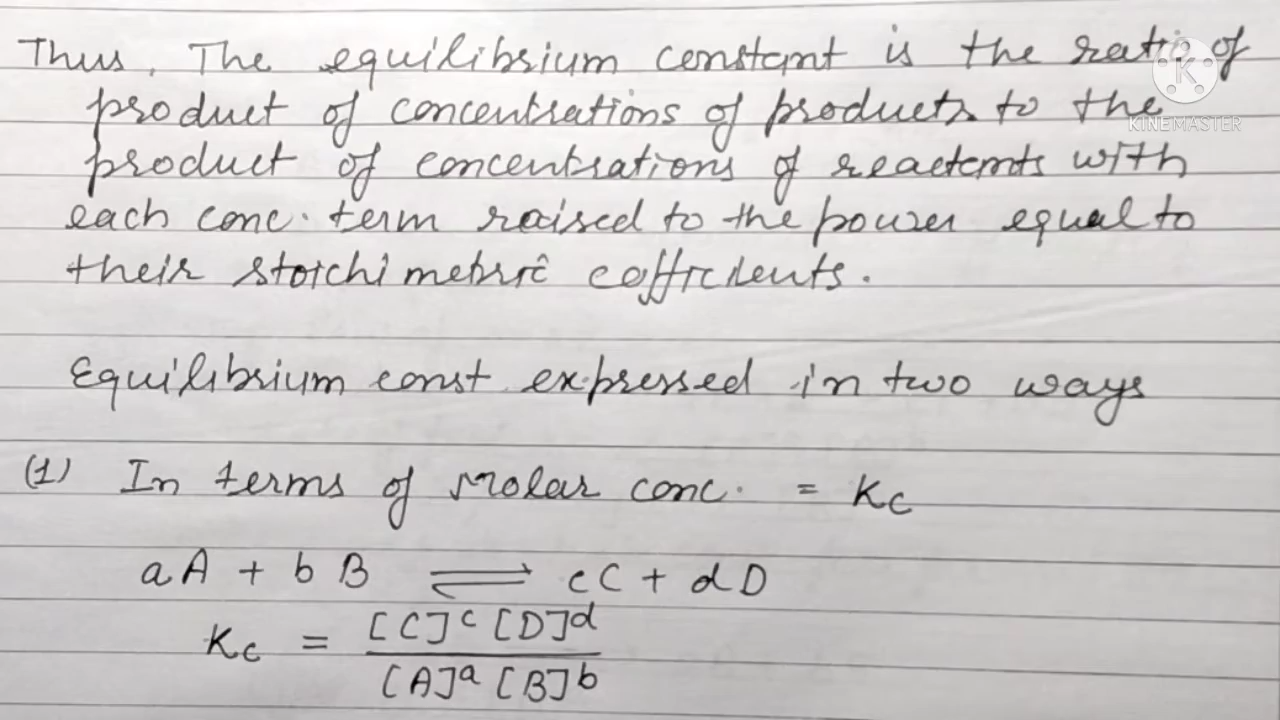 Thus, The equilibrium constant is the ratio of
KINEMASTER
product of concentrations of products to the
product of concentrations of reactants with
each conc. term raised to the power equal to
their stoichimetric cofficients.
Equilibrium const expressed in two ways
(1) In terms of Molar conc. = Kc
aA + bB ⇌ cC + dD
Kc = [C]^c [D]^d
[A]^a [B]^b